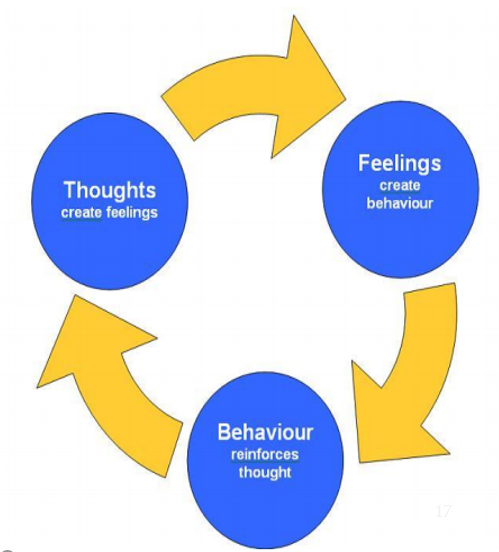 Thoughts
create feelings
Feelings
create
behaviour
Behaviour
reinforces
thought
17